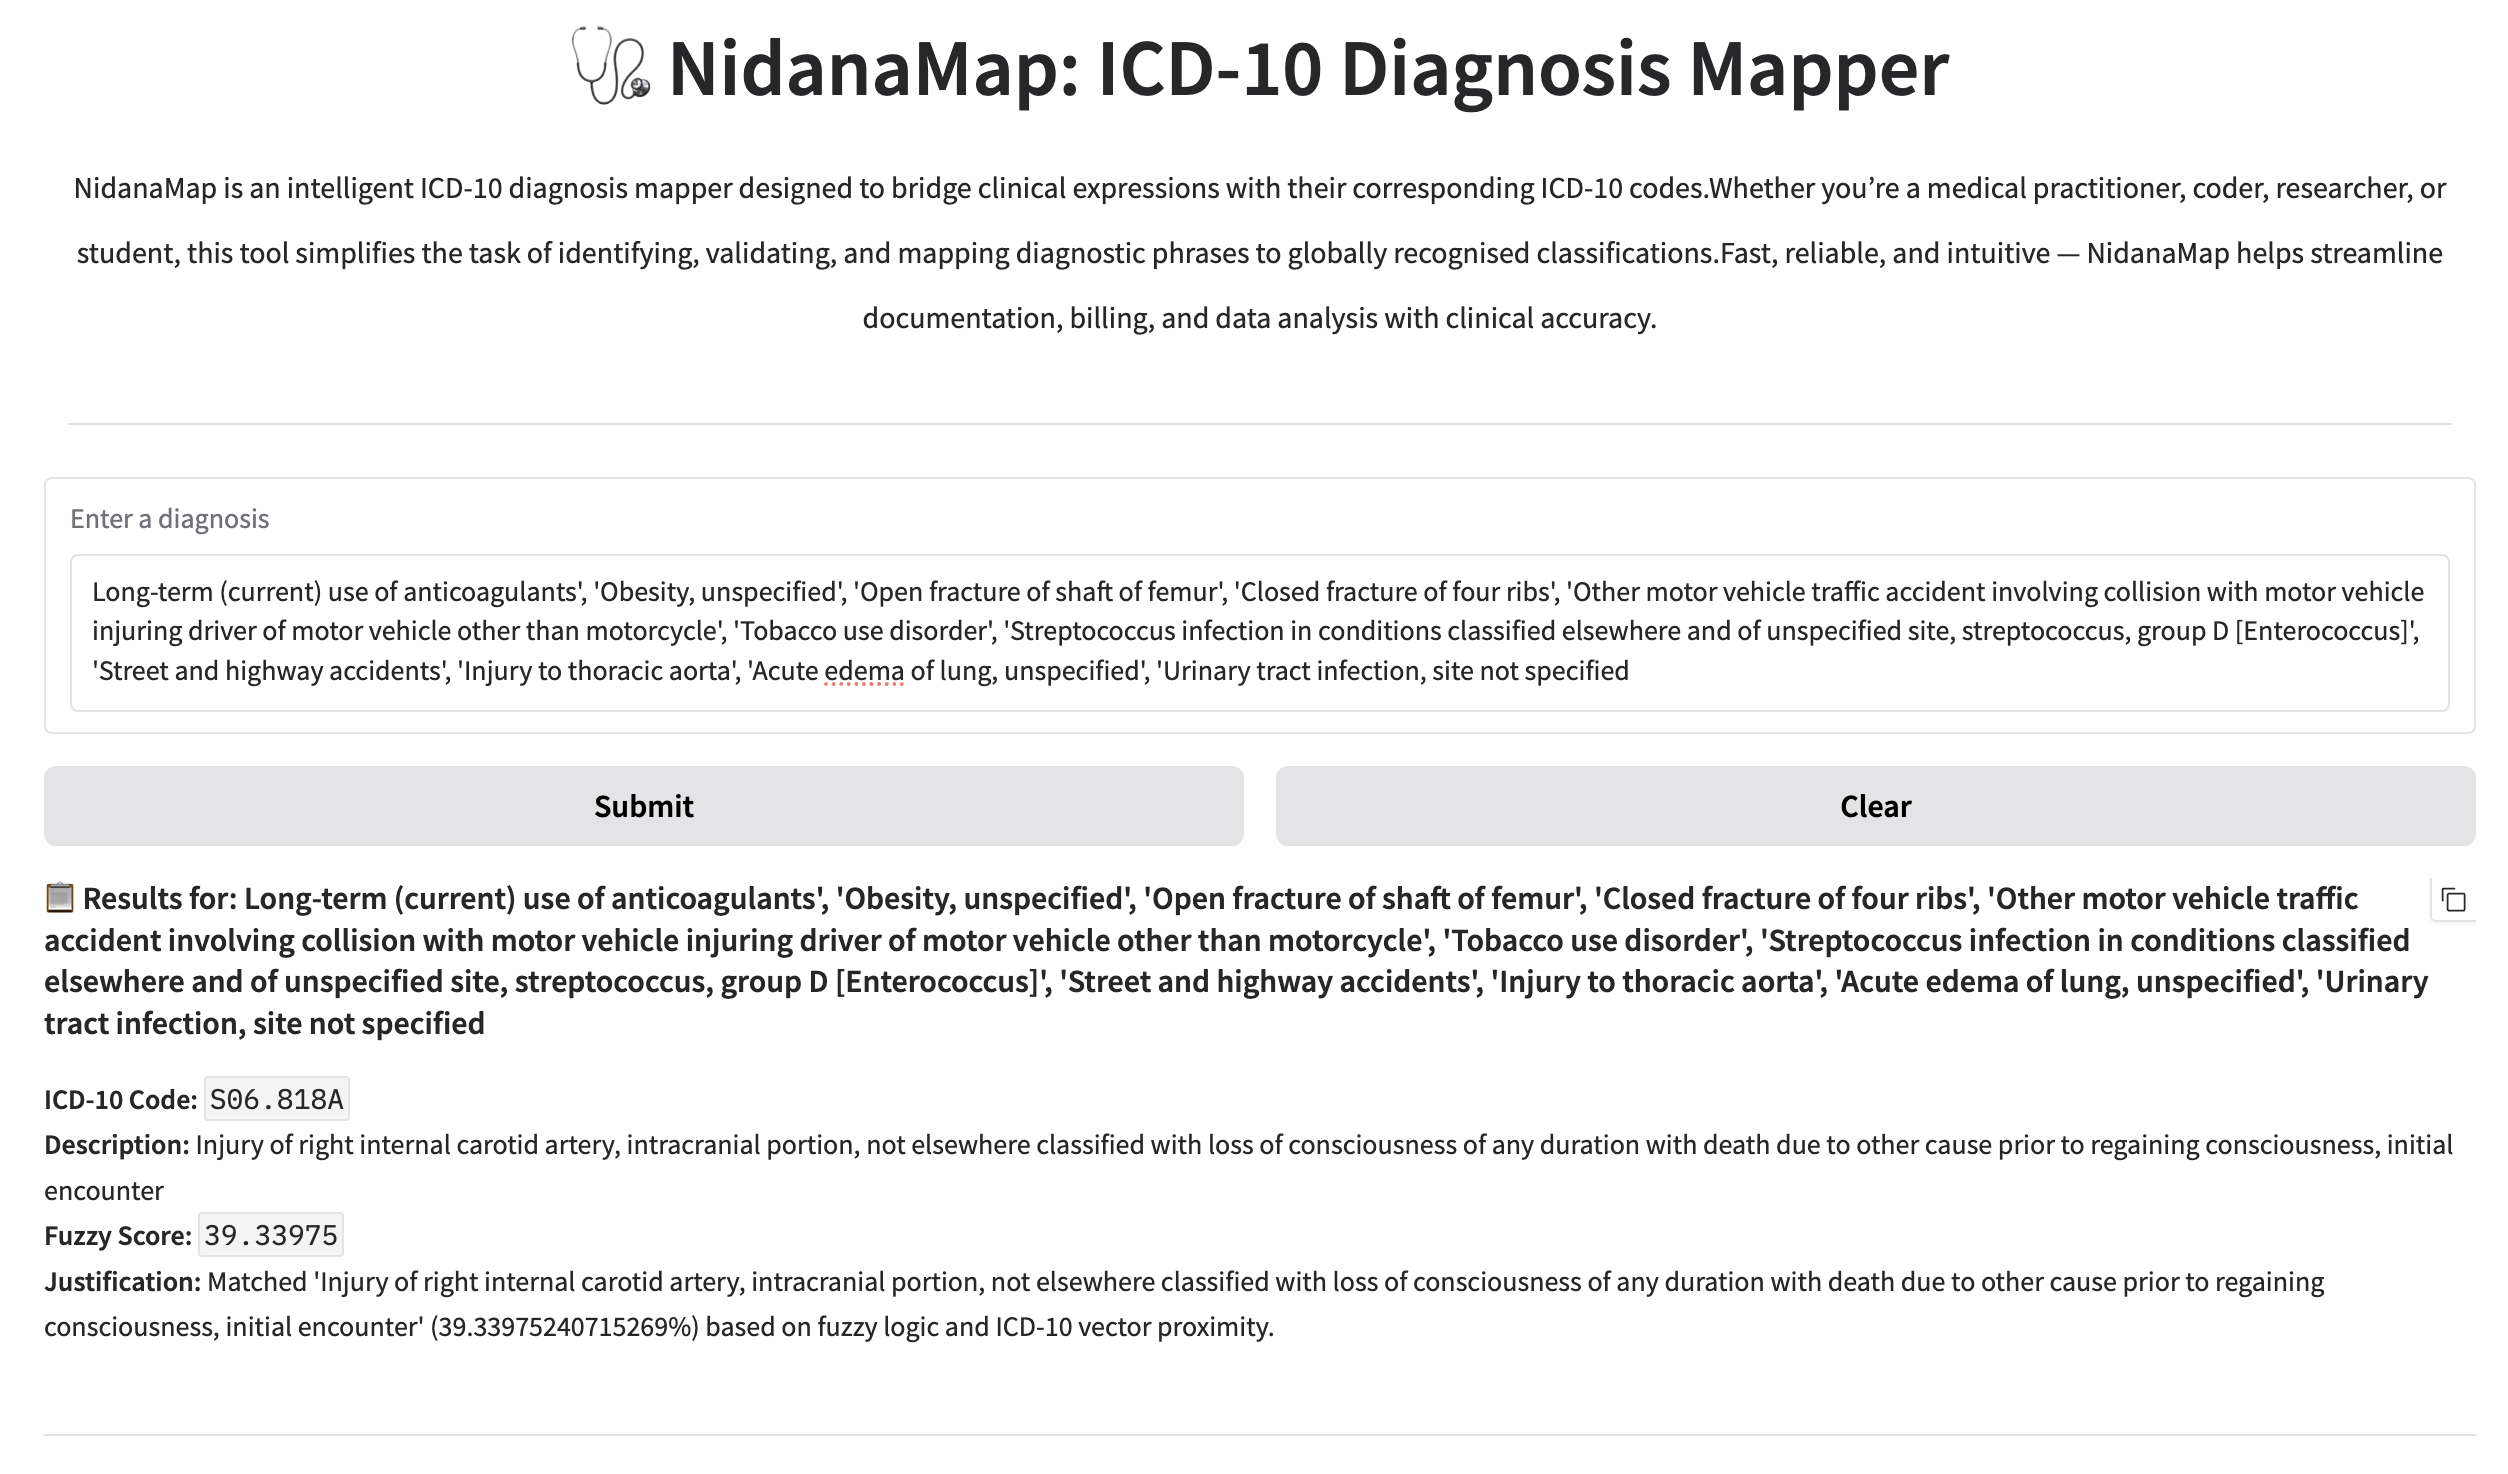 🩺 NidanaMap: ICD-10 Diagnosis Mapper
NidanaMap is an intelligent ICD-10 diagnosis mapper designed to bridge clinical expressions with their corresponding ICD-10 codes.Whether you’re a medical practitioner, coder, researcher, or
student, this tool simplifies the task of identifying, validating, and mapping diagnostic phrases to globally recognised classifications.Fast, reliable, and intuitive — NidanaMap helps streamline
documentation, billing, and data analysis with clinical accuracy.
Enter a diagnosis
Long-term (current) use of anticoagulants', 'Obesity, unspecified', 'Open fracture of shaft of femur', 'Closed fracture of four ribs', 'Other motor vehicle traffic accident involving collision with motor vehicle
injuring driver of motor vehicle other than motorcycle', 'Tobacco use disorder', 'Streptococcus infection in conditions classified elsewhere and of unspecified site, streptococcus, group D [Enterococcus]',
'Street and highway accidents', 'Injury to thoracic aorta', 'Acute edema of lung, unspecified', 'Urinary tract infection, site not specified
Submit
Clear
📋 Results for: Long-term (current) use of anticoagulants', 'Obesity, unspecified', 'Open fracture of shaft of femur', 'Closed fracture of four ribs', 'Other motor vehicle traffic
accident involving collision with motor vehicle injuring driver of motor vehicle other than motorcycle', 'Tobacco use disorder', 'Streptococcus infection in conditions classified
elsewhere and of unspecified site, streptococcus, group D [Enterococcus]', 'Street and highway accidents', 'Injury to thoracic aorta', 'Acute edema of lung, unspecified', 'Urinary
tract infection, site not specified
ICD-10 Code: S06.818A
Description: Injury of right internal carotid artery, intracranial portion, not elsewhere classified with loss of consciousness of any duration with death due to other cause prior to regaining consciousness, initial
encounter
Fuzzy Score: 39.33975
Justification: Matched 'Injury of right internal carotid artery, intracranial portion, not elsewhere classified with loss of consciousness of any duration with death due to other cause prior to regaining
consciousness, initial encounter' (39.33975240715269%) based on fuzzy logic and ICD-10 vector proximity.